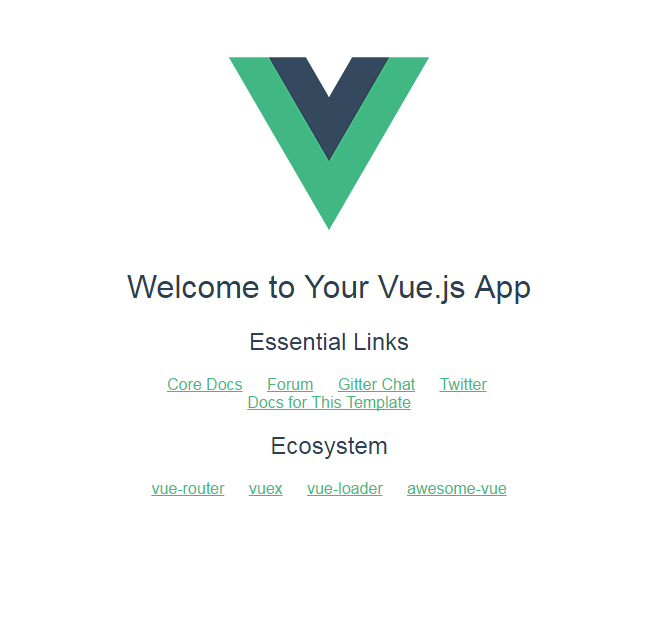 Welcome to Your Vue.js App
Essential Links
Core Docs Forum Gitter Chat Twitter
Docs for This Template
Ecosystem
vue-router vuex vue-loader awesome-vue